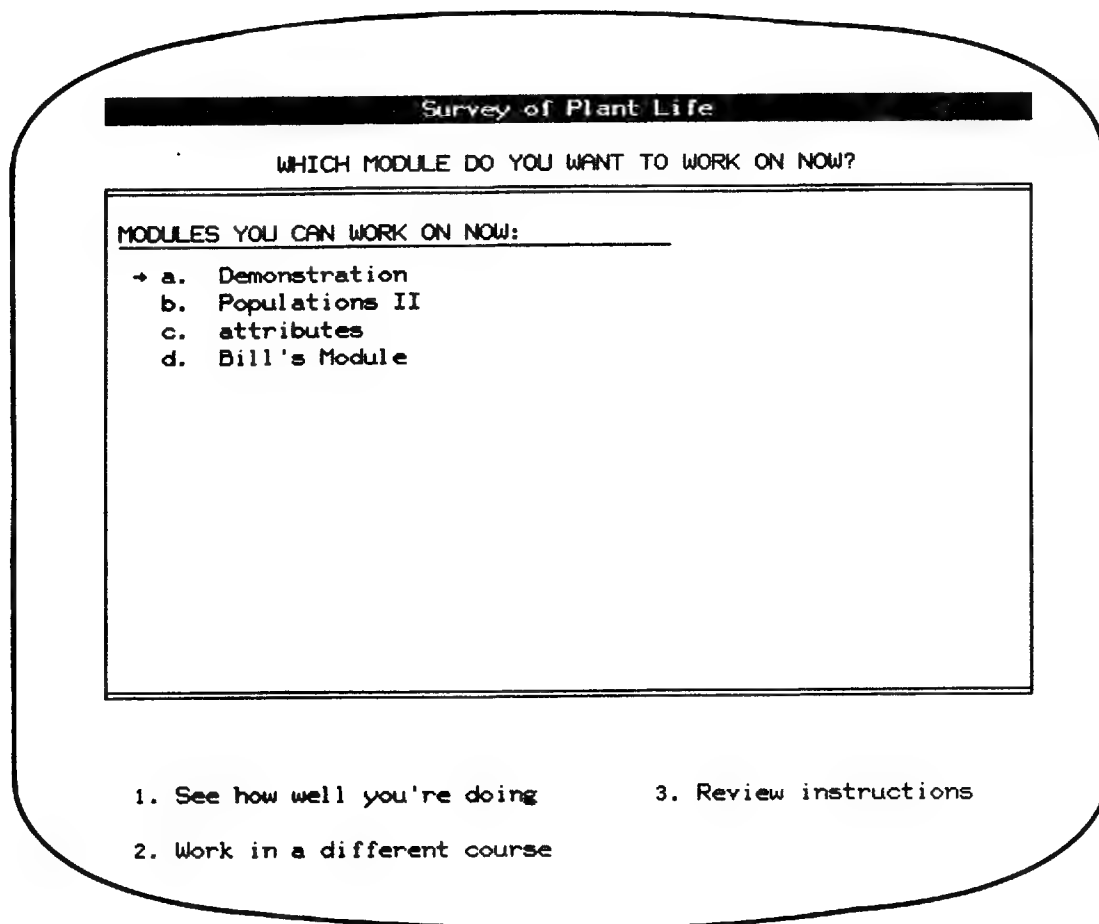 Survey of Plant Life
WHICH MODULE DO YOU WANT TO WORK ON NOW?
MODULES YOU CAN WORK ON NOW:
→ a. Demonstration
b. Populations II
c. attributes
d. Bill's Module
1. See how well you're doing
3. Review instructions
2. Work in a different course